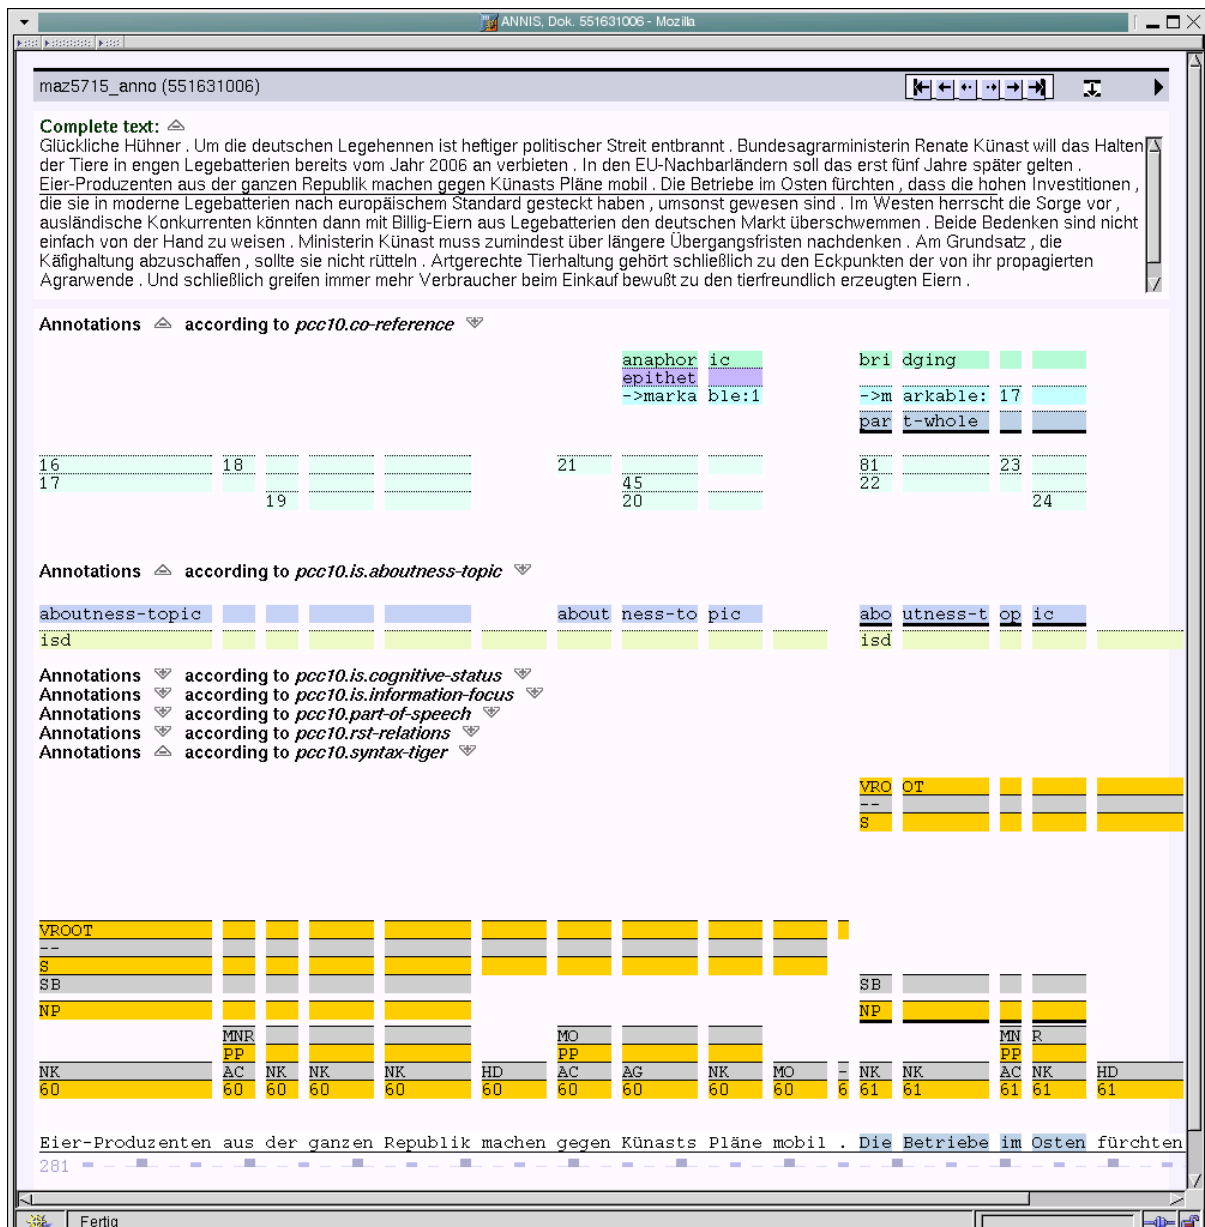 ANNIS, Dok. 551631006 - Mozilla
maz5715_anno (551631006)
Complete text:
Glückliche Hühner . Um die deutschen Legehennen ist heftiger politischer Streit entbrannt . Bundesagrarministerin Renate Künast will das Halten
der Tiere in engen Legebatterien bereits vom Jahr 2006 an verbieten . In den EU-Nachbarländern soll das erst fünf Jahre später gelten .
Eier-Produzenten aus der ganzen Republik machen gegen Künasts Pläne mobil . Die Betriebe im Osten fürchten , dass die hohen Investitionen ,
die sie in moderne Legebatterien nach europäischem Standard gesteckt haben , umsonst gewesen sind . Im Westen herrscht die Sorge vor ,
ausländische Konkurrenten könnten dann mit Billig-Eiern aus Legebatterien den deutschen Markt überschwemmen . Beide Bedenken sind nicht
einfach von der Hand zu weisen . Ministerin Künast muss zumindest über längere Übergangsfristen nachdenken . Am Grundsatz , die
Käfighaltung abzuschaffen , sollte sie nicht rütteln . Artgerechte Tierhaltung gehört schließlich zu den Eckpunkten der von ihr propagierten
Agrarwende . Und schließlich greifen immer mehr Verbraucher beim Einkauf bewußt zu den tierfreundlich erzeugten Eiern .
Annotations according to pcc10.co-reference
anaphor ic bri dging
epithet
->marka ble:1 ->m arkable: 17
par t-whole
16 18 21 81 23
17 45 22
19 20 24
Annotations according to pcc10.is.aboutness-topic
aboutness-topic about ness-to pic abo utness-t op ic
isd isd
Annotations according to pcc10.is.cognitive-status
Annotations according to pcc10.is.information-focus
Annotations according to pcc10.part-of-speech
Annotations according to pcc10.rst-relations
Annotations according to pcc10.syntax-tiger
VRO OT
--
S
VROOT
--
S
SB SB
NP NP
MNR MO MN R
PP PP PP
NK AC NK NK NK HD AC AG NK MO - NK NK AC NK HD
60 60 60 60 60 60 60 60 60 60 6 61 61 61 61 61
Eier-Produzenten aus der ganzen Republik machen gegen Künasts Pläne mobil . Die Betriebe im Osten fürchten
281
Fertig